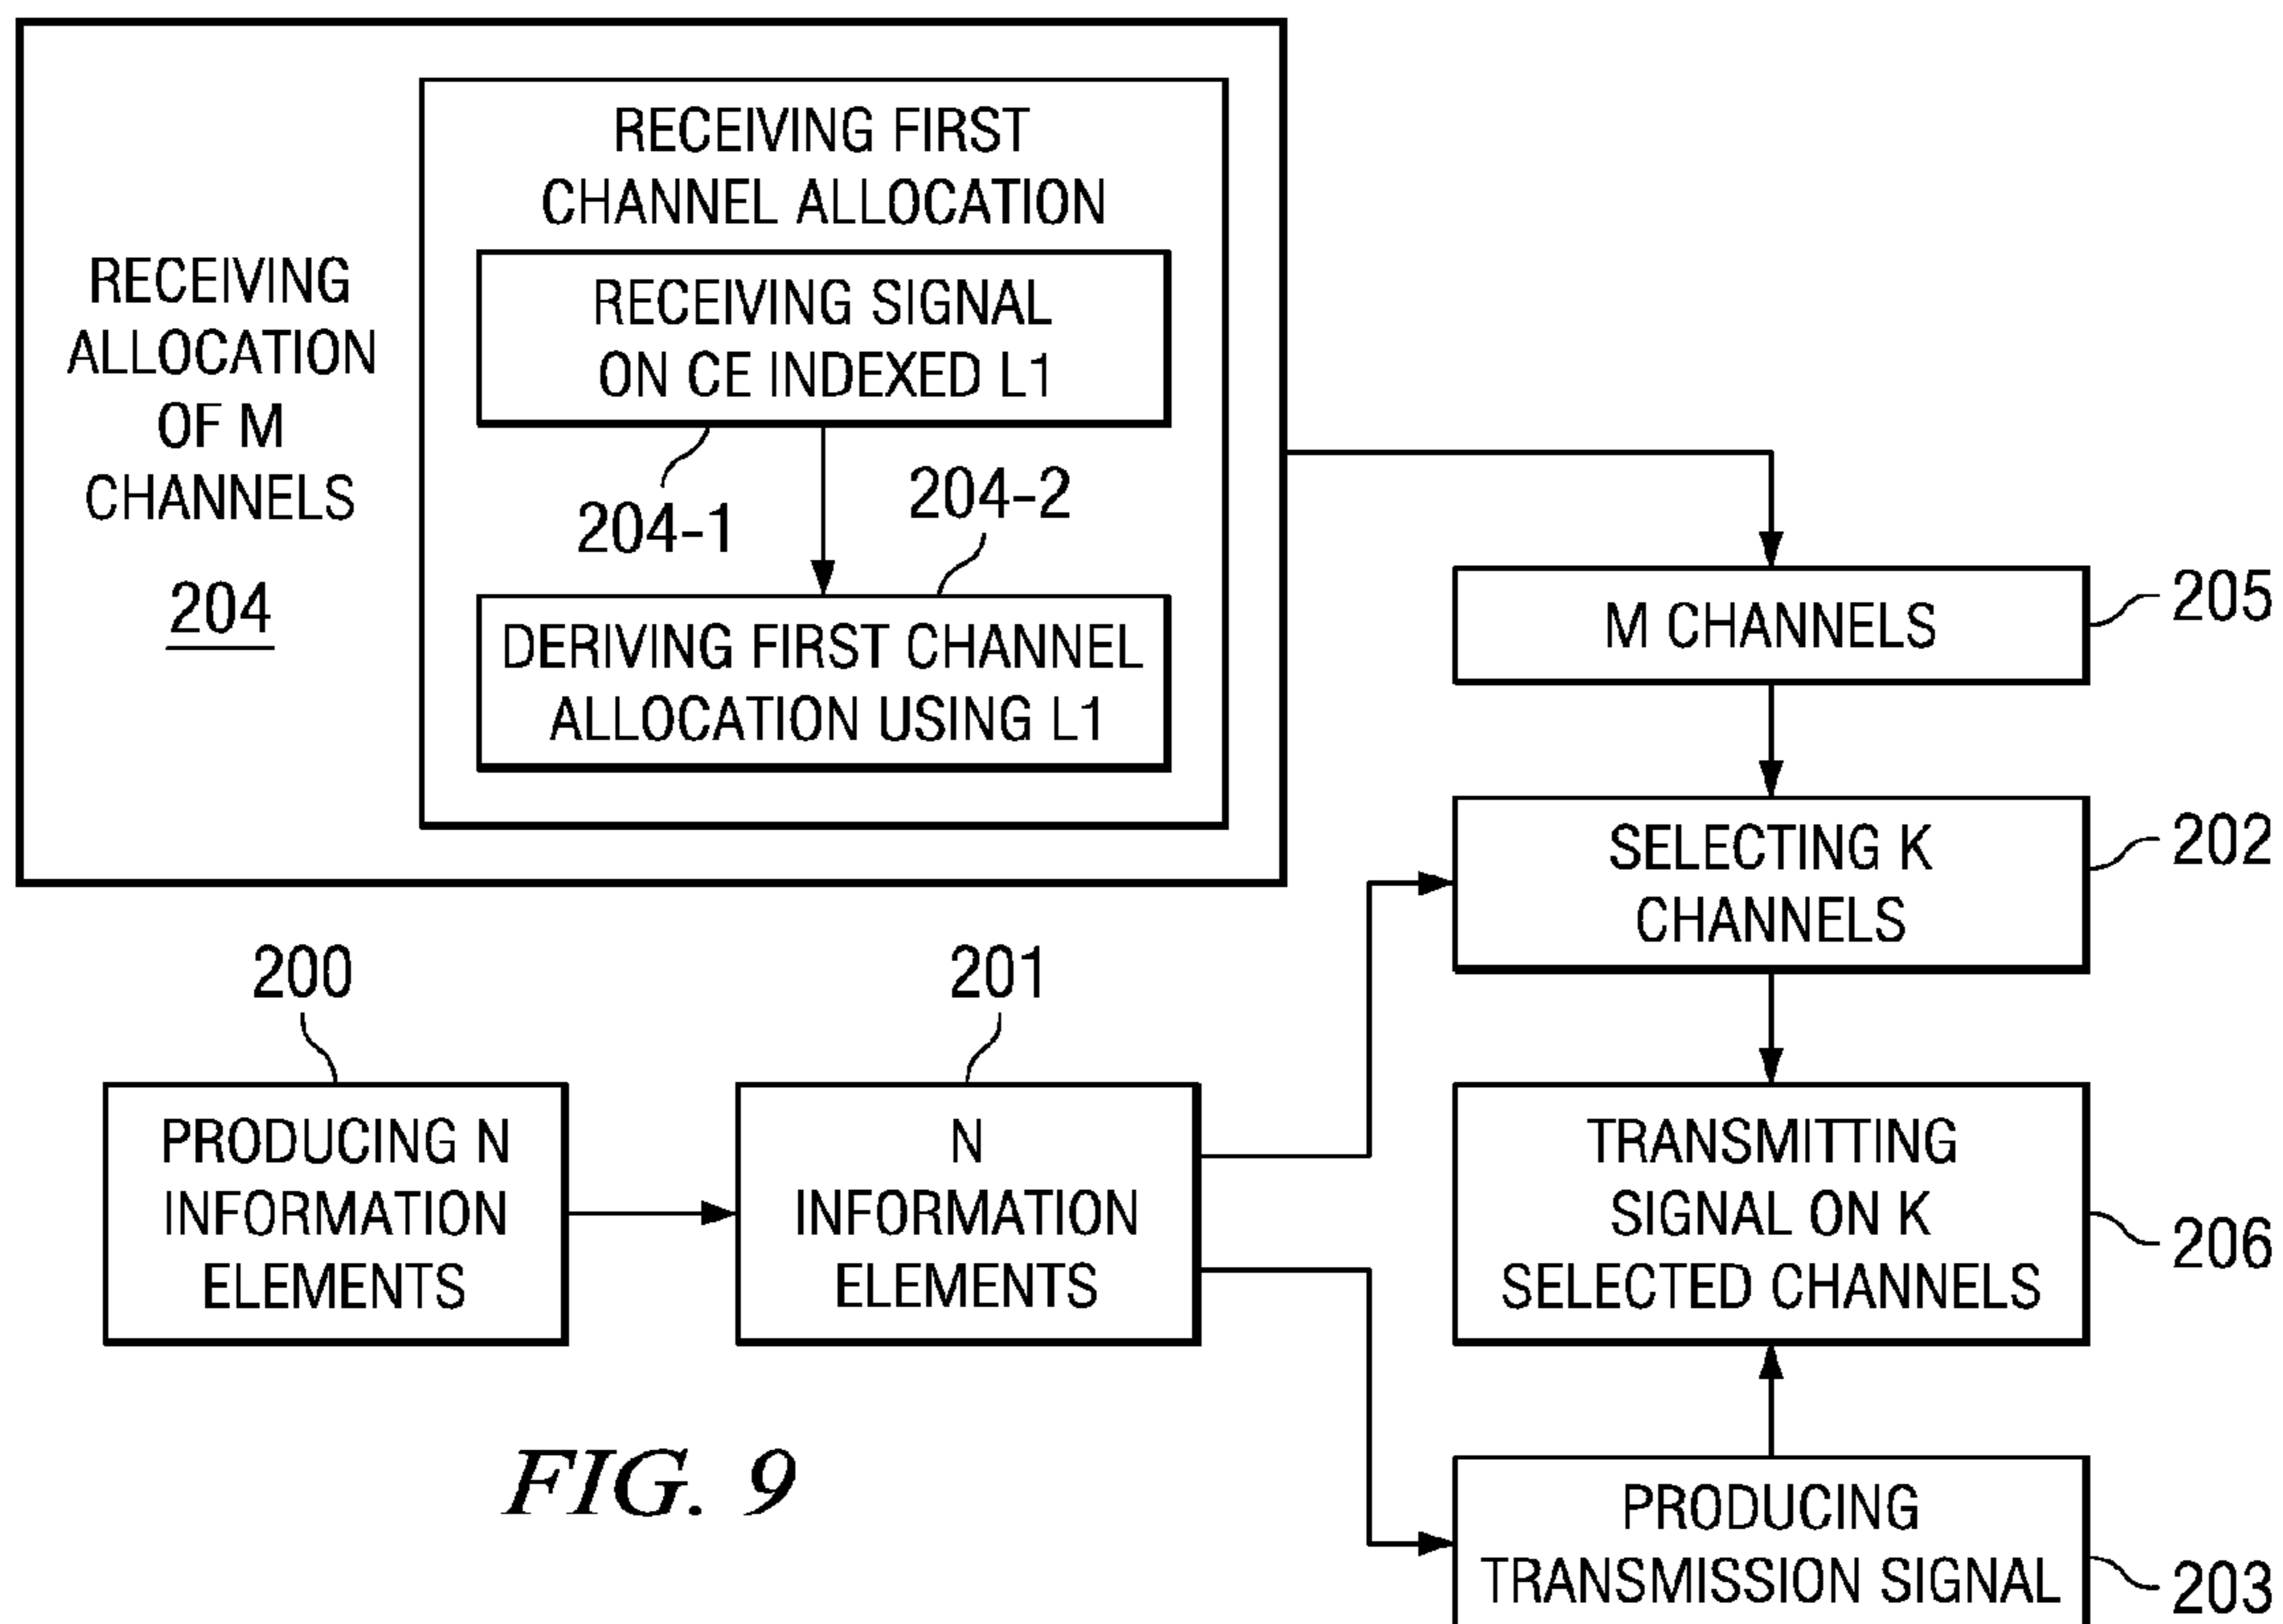 RECEIVING
ALLOCATION
OF M
CHANNELS
204
RECEIVING FIRST
CHANNEL ALLOCATION
RECEIVING SIGNAL
ON CE INDEXED L1
204-1
204-2
DERIVING FIRST CHANNEL
ALLOCATION USING L1
M CHANNELS
205
SELECTING K
CHANNELS
202
200
PRODUCING N
INFORMATION
ELEMENTS
201
N
INFORMATION
ELEMENTS
TRANSMITTING
SIGNAL ON K
SELECTED CHANNELS
206
PRODUCING
TRANSMISSION SIGNAL
203
FIG. 9